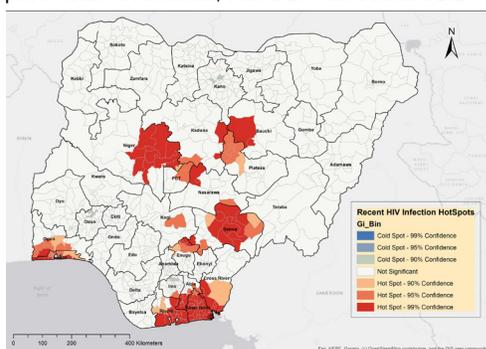 N
Sokoto
Katsina
Jigawa
Yobe
Borno
Kebbi
Zamfara
Kano
Kaduna
Bauchi
Gombe
Niger
Adamawa
Plateau
FCT
Kwara
Nasarawa
Oyo
Taraba
Ekiti
Kogi
Benue
Osun
Ogun
Ondo
Edo
Enugu
Anambra
Ebonyi
Cross River
Delta
Imo
Abia
Bayelsa
Rivers
CAMEROON
Recent HIV Infection HotSpots
Gi_Bin
Cold Spot - 99% Confidence
Cold Spot - 95% Confidence
Cold Spot - 90% Confidence
Not Significant
Hot Spot - 90% Confidence
Hot Spot - 95% Confidence
Hot Spot - 99% Confidence
0 100 200 400 Kilometers